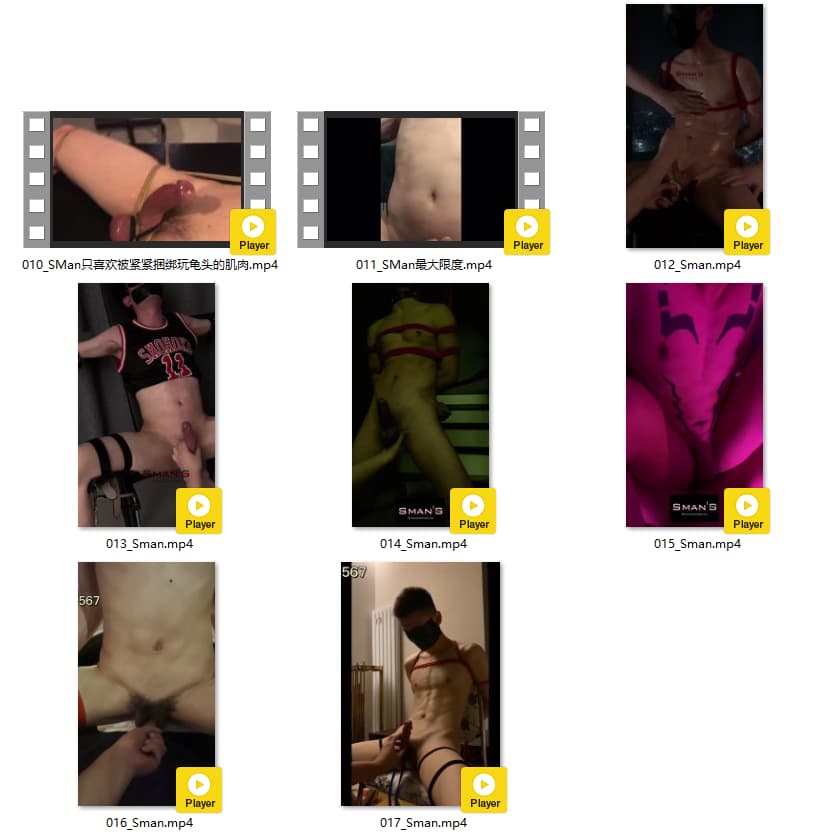 Player
Player
SMAN'S
Player
010_SMan只喜欢被紧紧捆绑玩龟头的肌肉.mp4
011_SMan最大限度.mp4
012_Sman.mp4
SHOHOKU
11
SMAN'S
Player
SMAN'S
Player
SMAN'S
Player
013_Sman.mp4
014_Sman.mp4
015_Sman.mp4
567
567
Player
Player
016_Sman.mp4
017_Sman.mp4